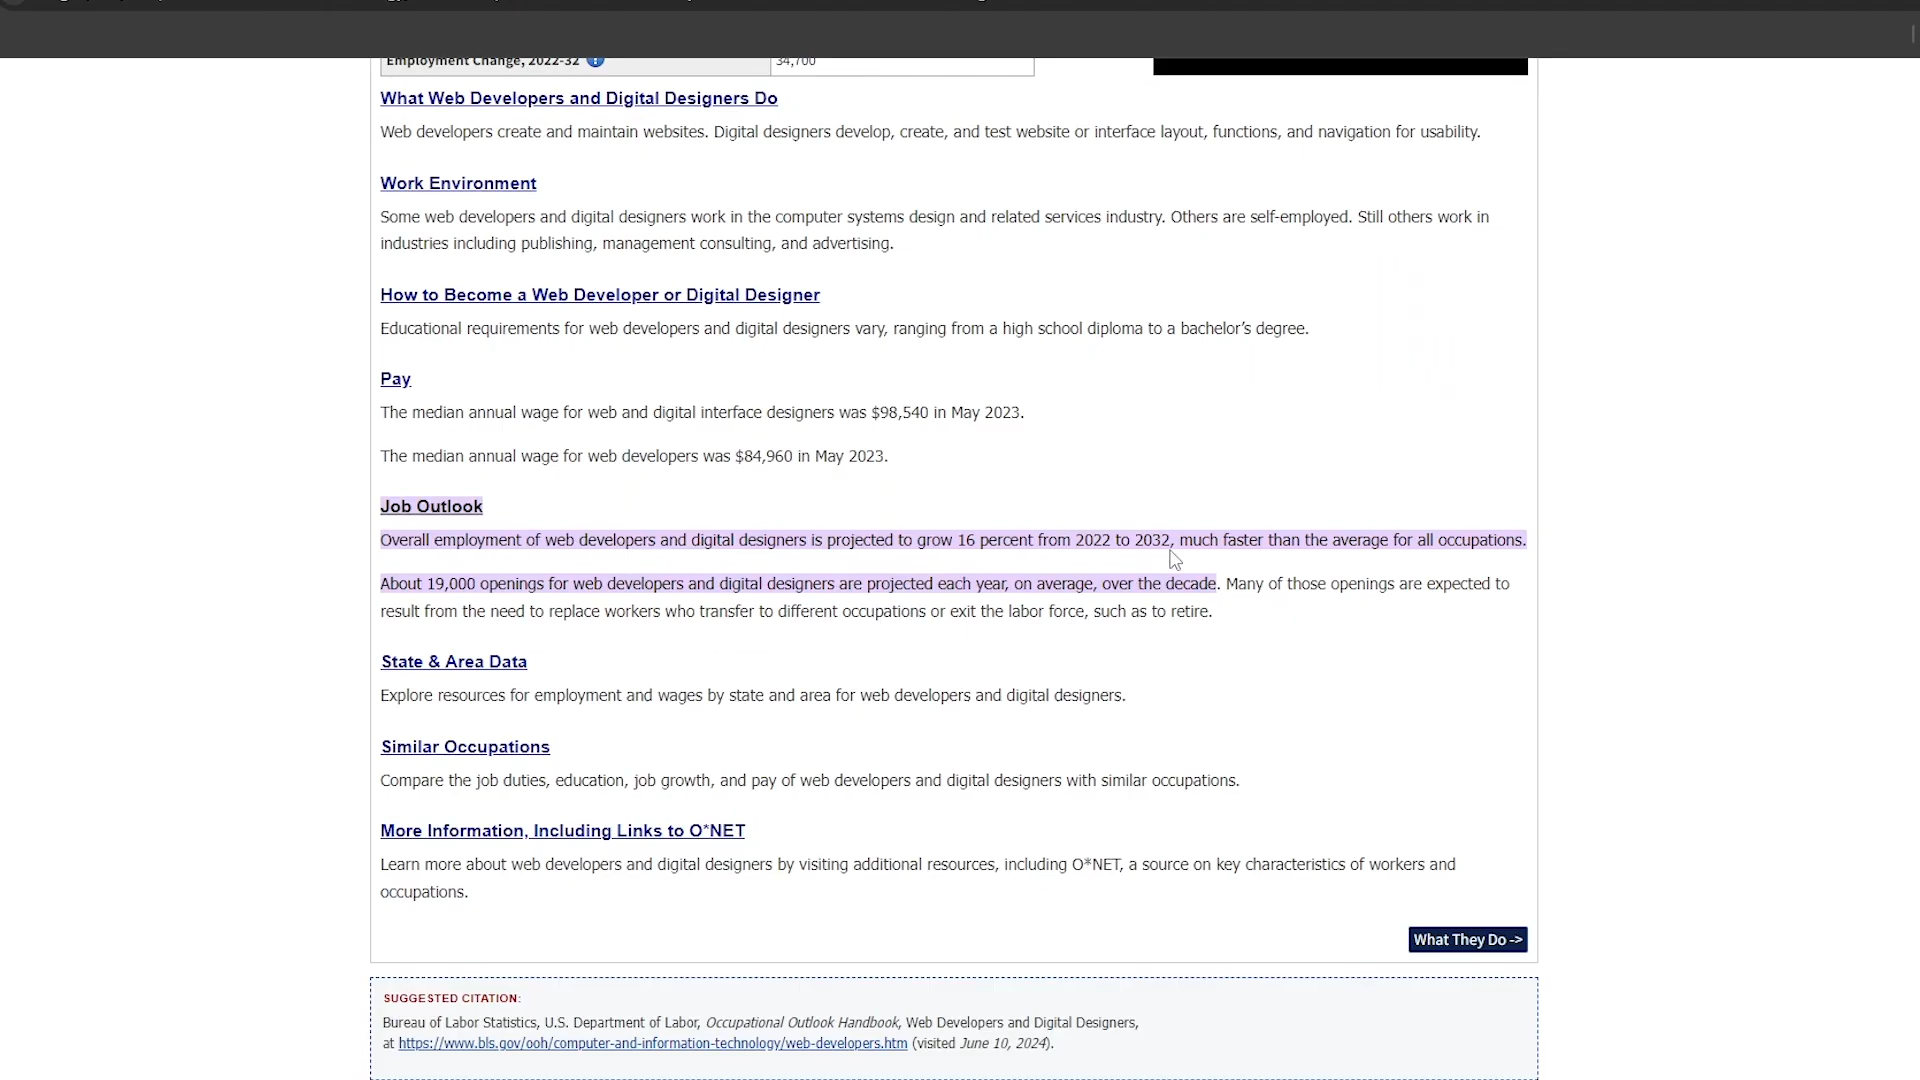 Employment Change, 2022-32
34,700
What Web Developers and Digital Designers Do
Web developers create and maintain websites. Digital designers develop, create, and test website or interface layout, functions, and navigation for usability.
Work Environment
Some web developers and digital designers work in the computer systems design and related services industry. Others are self-employed. Still others work in
industries including publishing, management consulting, and advertising.
How to Become a Web Developer or Digital Designer
Educational requirements for web developers and digital designers vary, ranging from a high school diploma to a bachelor’s degree.
Pay
The median annual wage for web and digital interface designers was $98,540 in May 2023.
The median annual wage for web developers was $84,960 in May 2023.
Job Outlook
Overall employment of web developers and digital designers is projected to grow 16 percent from 2022 to 2032, much faster than the average for all occupations.
About 19,000 openings for web developers and digital designers are projected each year, on average, over the decade. Many of those openings are expected to
result from the need to replace workers who transfer to different occupations or exit the labor force, such as to retire.
State & Area Data
Explore resources for employment and wages by state and area for web developers and digital designers.
Similar Occupations
Compare the job duties, education, job growth, and pay of web developers and digital designers with similar occupations.
More Information, Including Links to O*NET
Learn more about web developers and digital designers by visiting additional resources, including O*NET, a source on key characteristics of workers and
occupations.
What They Do ->
SUGGESTED CITATION:
Bureau of Labor Statistics, U.S. Department of Labor, Occupational Outlook Handbook, Web Developers and Digital Designers,
at https://www.bls.gov/ooh/computer-and-information-technology/web-developers.htm (visited June 10, 2024).